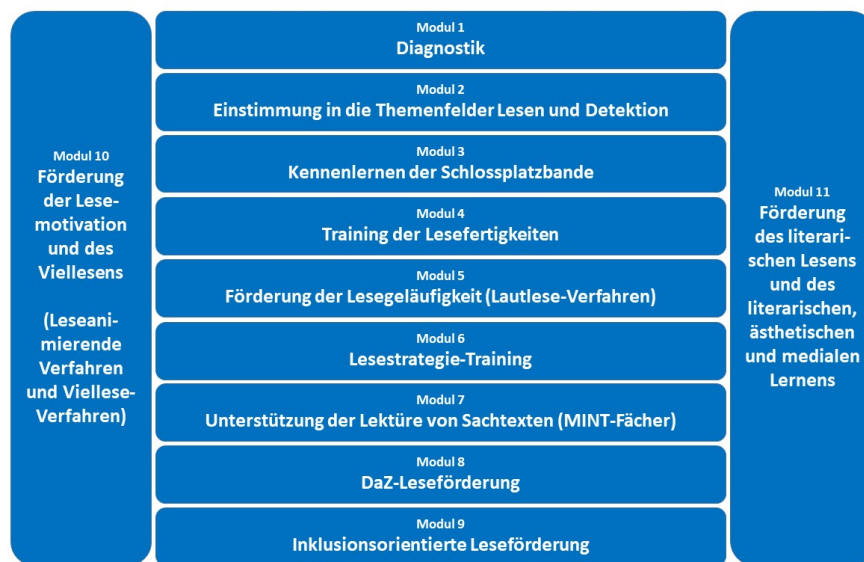 Modul 10
Förderung
der Lese-
motivation
und des
Viellesens
(Leseani-
mierende
Verfahren
und Viellese-
Verfahren)
Modul 1
Diagnostik
Modul 2
Einstimmung in die Themenfelder Lesen und Detektion
Modul 3
Kennenlernen der Schlossplatzbande
Modul 4
Training der Lesefertigkeiten
Modul 5
Förderung der Lesegeläufigkeit (Lautlese-Verfahren)
Modul 6
Lesestrategie-Training
Modul 7
Unterstützung der Lektüre von Sachtexten (MINT-Fächer)
Modul 8
DaZ-Leseförderung
Modul 9
Inklusionsorientierte Leseförderung
Modul 11
Förderung
des literari-
schen Lesens
und des
literarischen,
ästhetischen
und medialen
Lernens